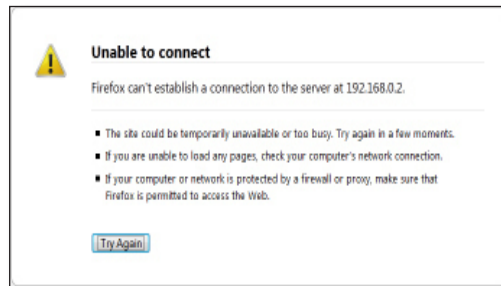 Unable to connect
Firefox can't establish a connection to the server at 192.168.0.2.
▪ The site could be temporarily unavailable or too busy. Try again in a few moments.
▪ If you are unable to load any pages, check your computer's network connection.
▪ If your computer or network is protected by a firewall or proxy, make sure that
Firefox is permitted to access the Web.
Try Again